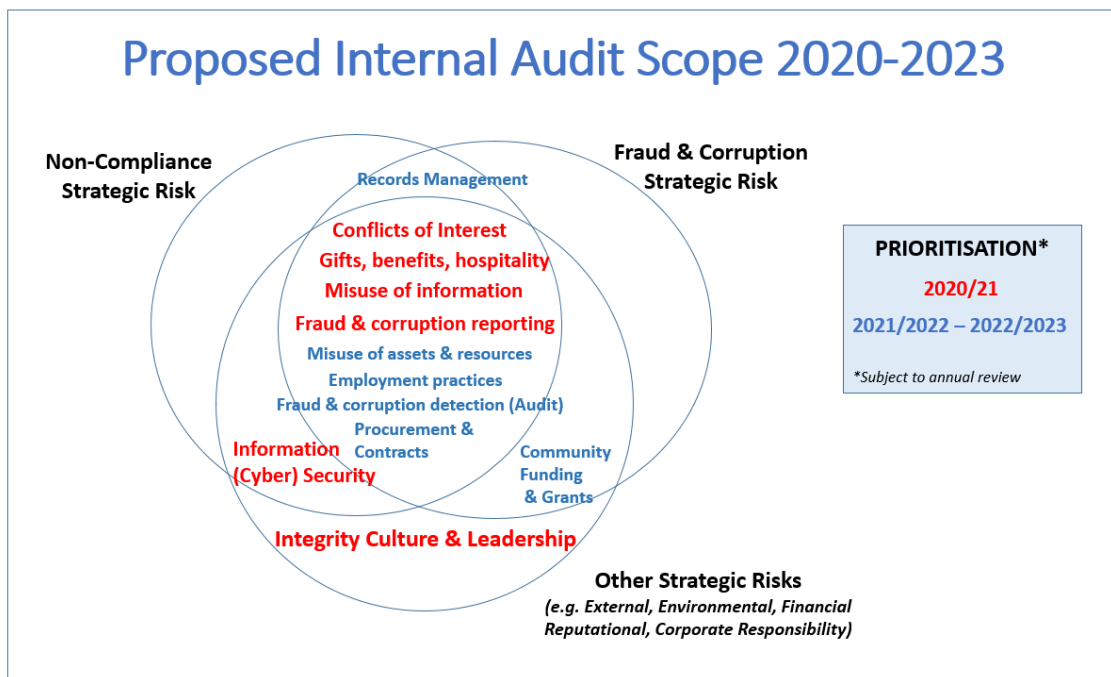 Proposed Internal Audit Scope 2020-2023
Non-Compliance
Strategic Risk
Fraud & Corruption
Strategic Risk
Records Management
Conflicts of Interest
Gifts, benefits, hospitality
Misuse of information
Fraud & corruption reporting
Misuse of assets & resources
Employment practices
Fraud & corruption detection (Audit)
Procurement &
Contracts
Information
(Cyber) Security
Community
Funding
& Grants
Integrity Culture & Leadership
Other Strategic Risks
(e.g. External, Environmental, Financial
Reputational, Corporate Responsibility)
PRIORITISATION*
2020/21
2021/2022 – 2022/2023
*Subject to annual review